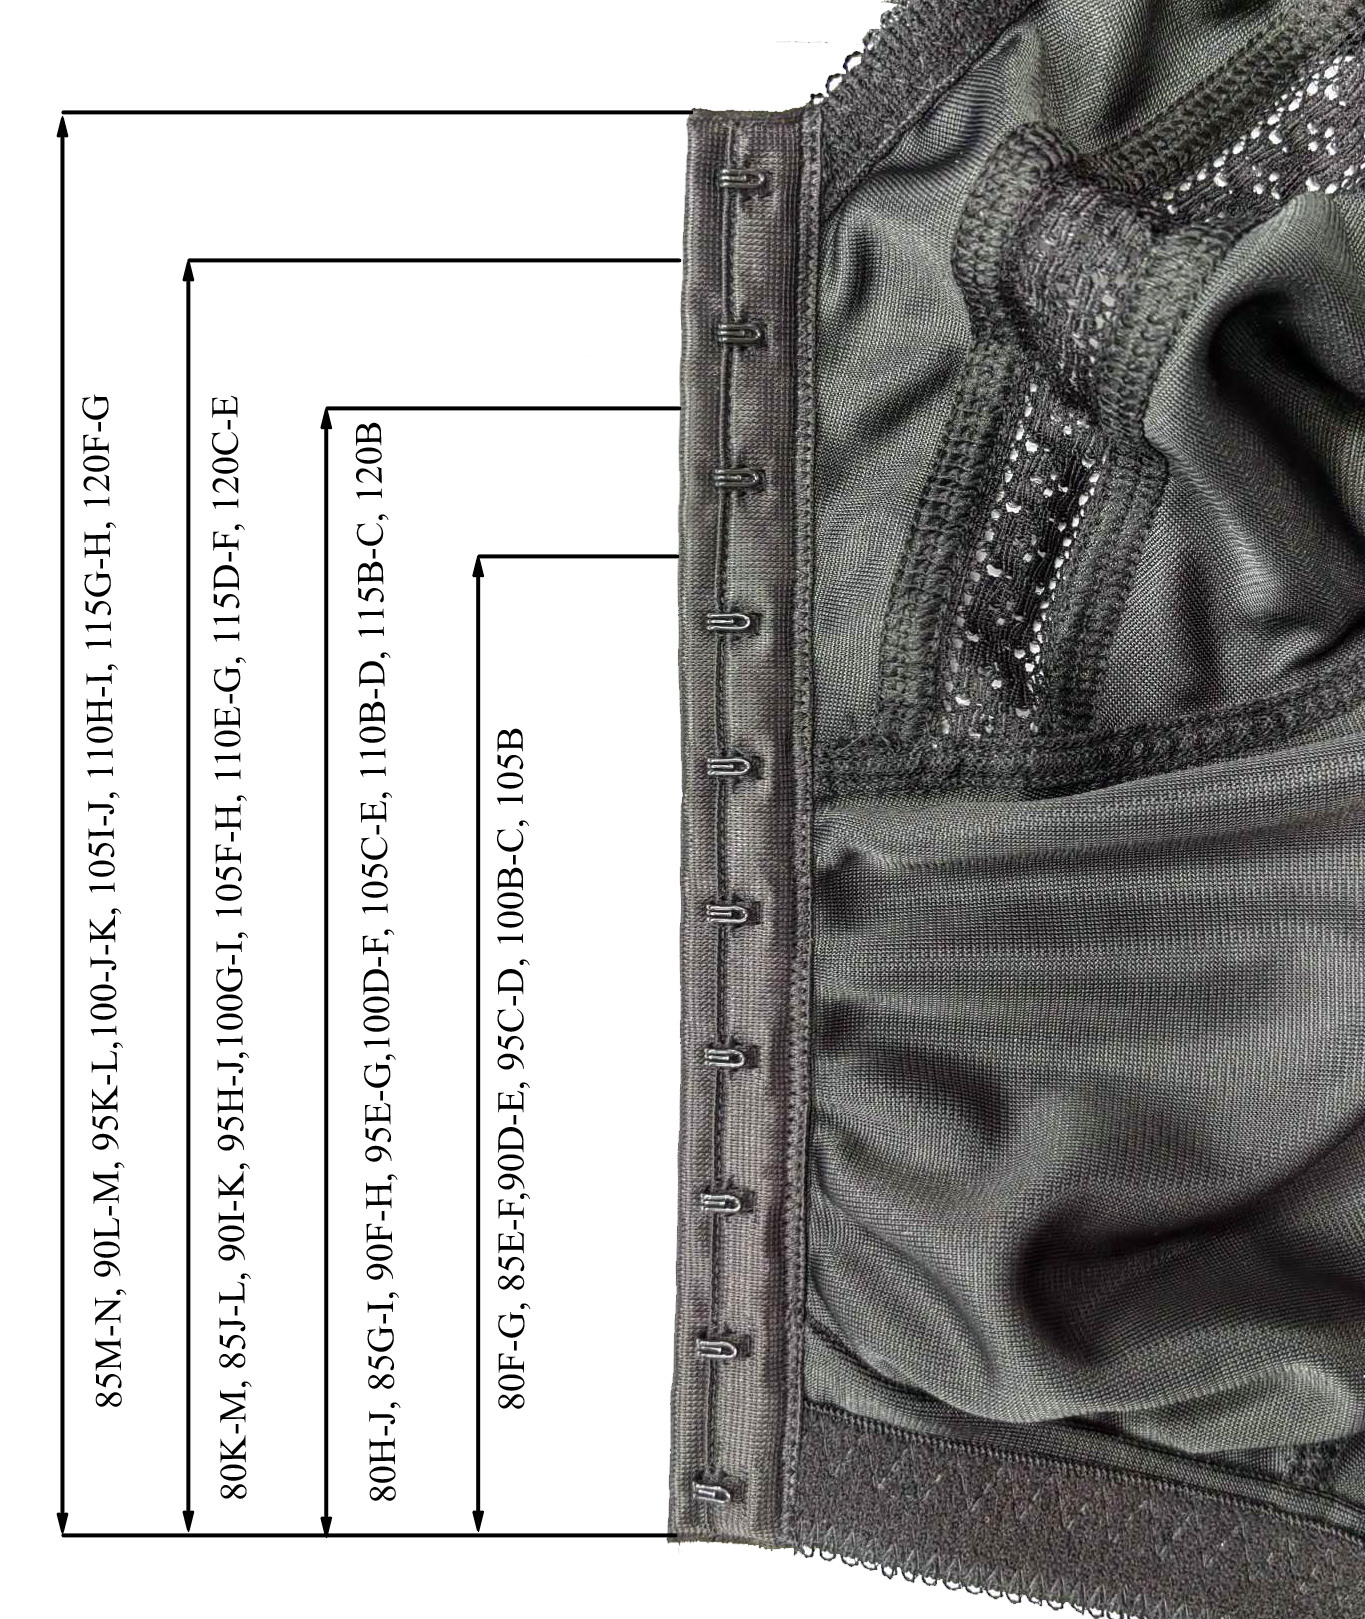 85M-N, 90L-M, 95K-L,100-J-K, 105I-J, 110H-I, 115G-H, 120F-G
80K-M, 85J-L, 90I-K, 95H-J,100G-I, 105F-H, 110E-G, 115D-F, 120C-E
80H-J, 85G-I, 90F-H, 95E-G,100D-F, 105C-E, 110B-D, 115B-C, 120B
80F-G, 85E-F,90D-E, 95C-D, 100B-C, 105B